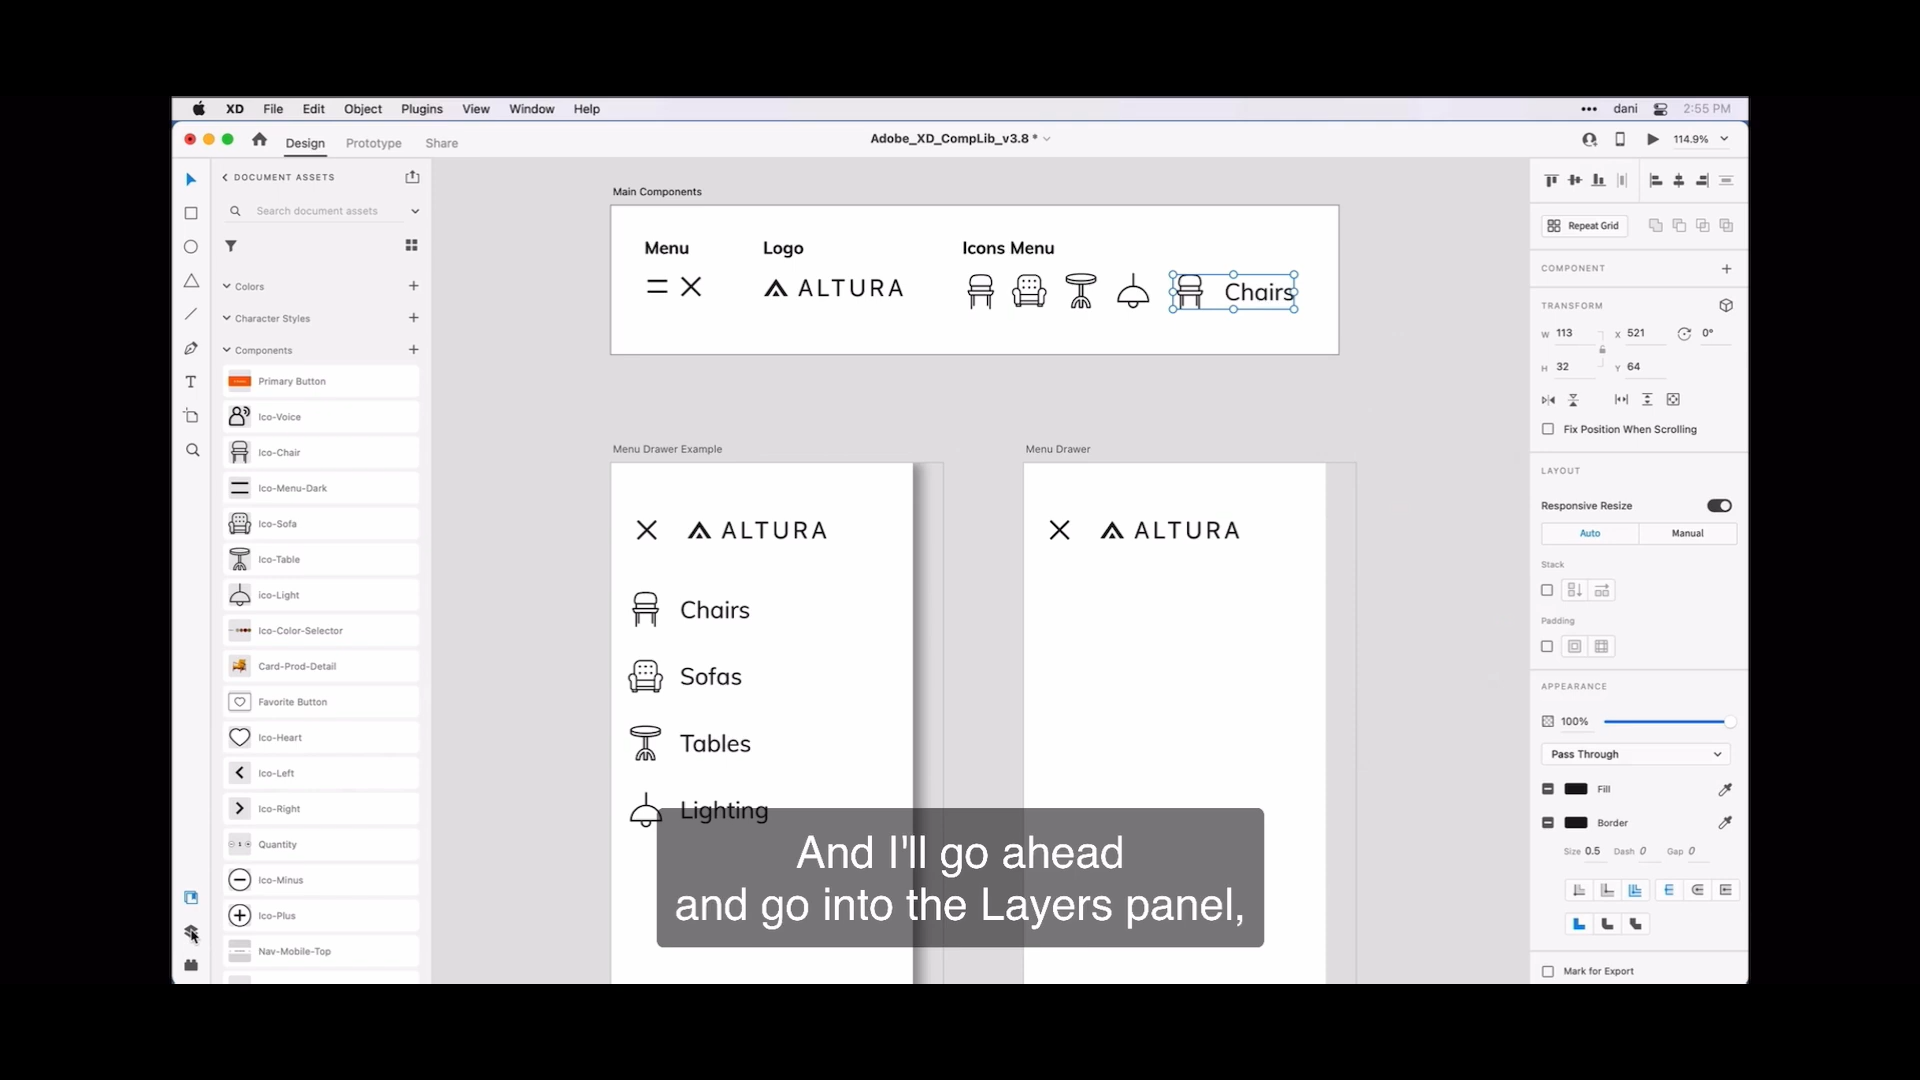 XD File Edit Object Plugins View Window Help
dani 2:55 PM
Design Prototype Share
Adobe_XD_CompLib_v3.8 *
114.9%
DOCUMENT ASSETS
Search document assets
Colors
Character Styles
Components
Primary Button
Ico-Voice
Ico-Chair
Ico-Menu-Dark
Ico-Sofa
Ico-Table
ico-Light
Ico-Color-Selector
Card-Prod-Detail
Favorite Button
Ico-Heart
Ico-Left
Ico-Right
Quantity
Ico-Minus
Ico-Plus
Nav-Mobile-Top
Main Components
Menu Logo Icons Menu
ALTURA
Chairs
Menu Drawer Example
ALTURA
Chairs
Sofas
Tables
Lighting
Menu Drawer
ALTURA
And I'll go ahead
and go into the Layers panel,
Repeat Grid
COMPONENT
TRANSFORM
W 113 X 521 0°
H 32 Y 64
Fix Position When Scrolling
LAYOUT
Responsive Resize
Auto Manual
Stack
Padding
APPEARANCE
100%
Pass Through
Fill
Border
Size 0.5 Dash 0 Gap 0
Mark for Export